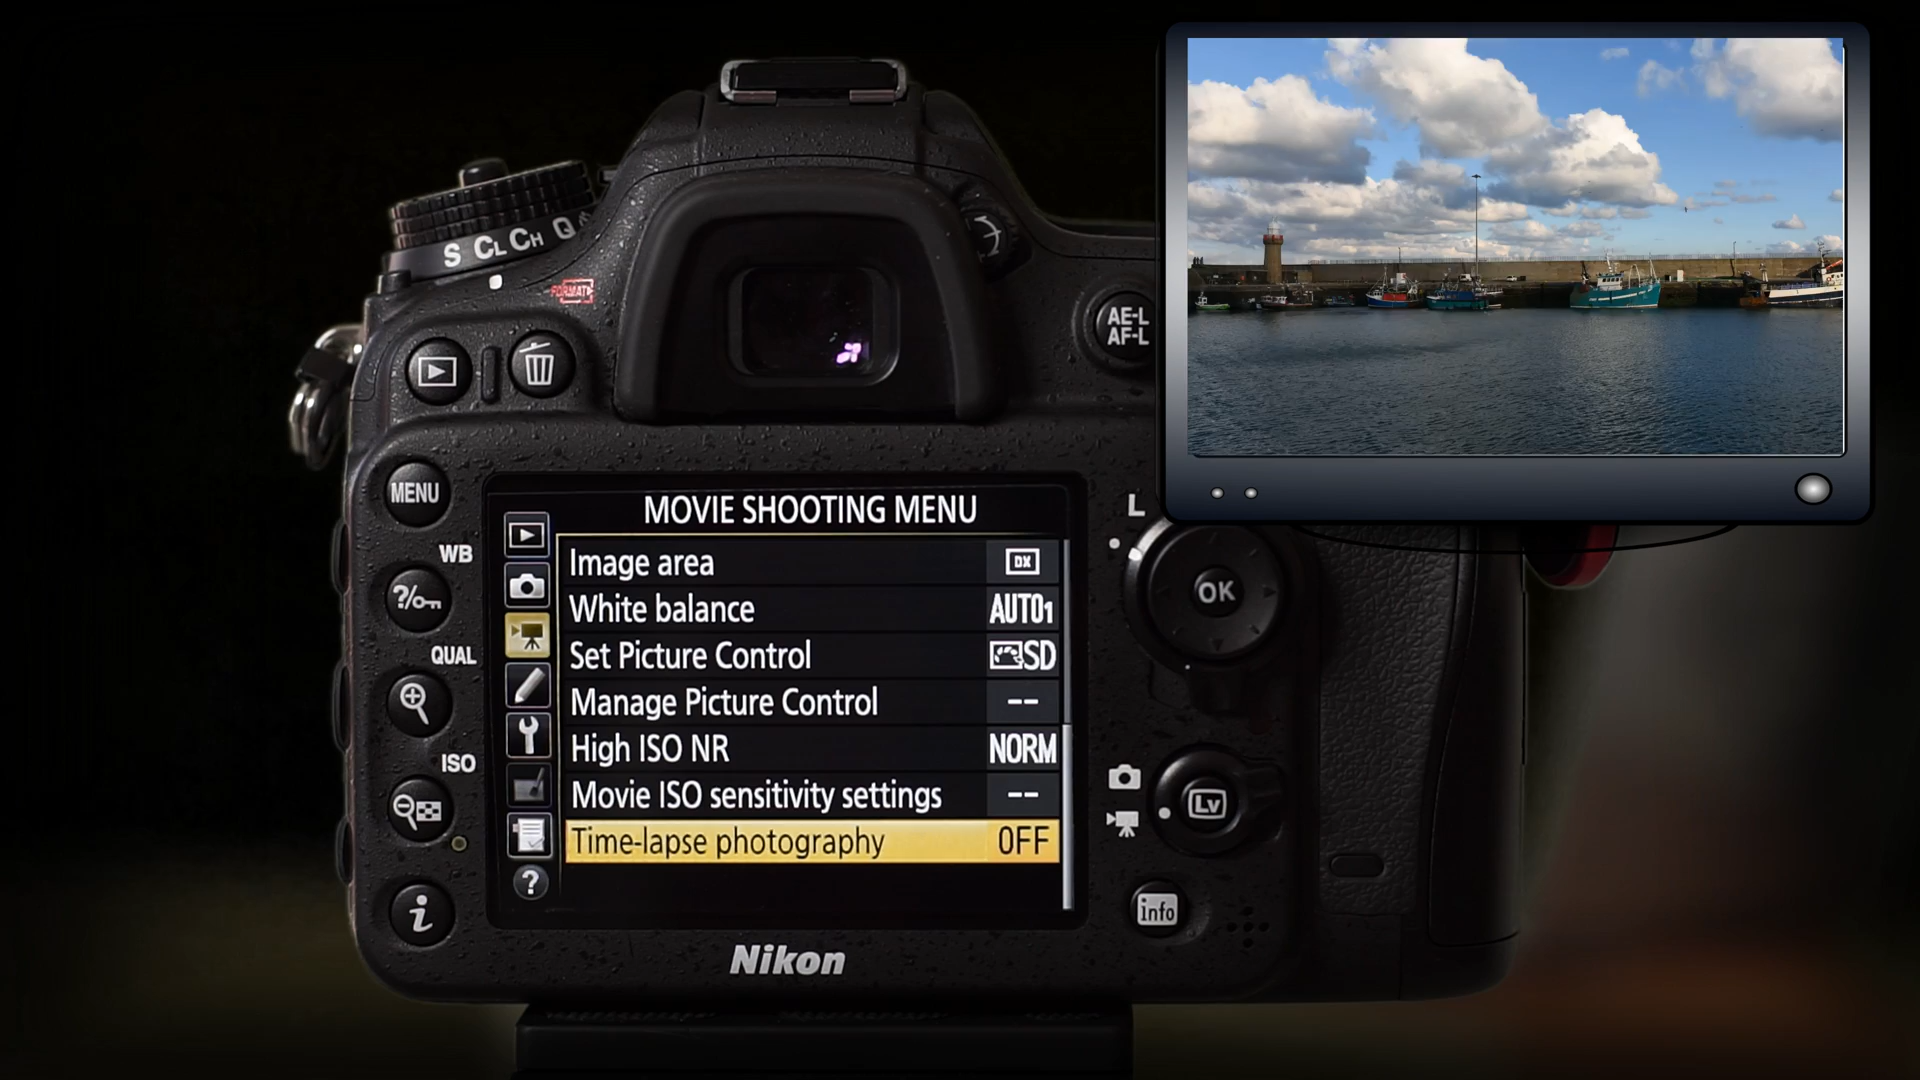 S CL CH Q
FORMAT
AE-L
AF-L
MENU
WB
?
QUAL
ISO
i
MOVIE SHOOTING MENU
Image area DX
White balance AUTO1
Set Picture Control SD
Manage Picture Control --
High ISO NR NORM
Movie ISO sensitivity settings --
Time-lapse photography OFF
?
L
OK
Lv
info
Nikon